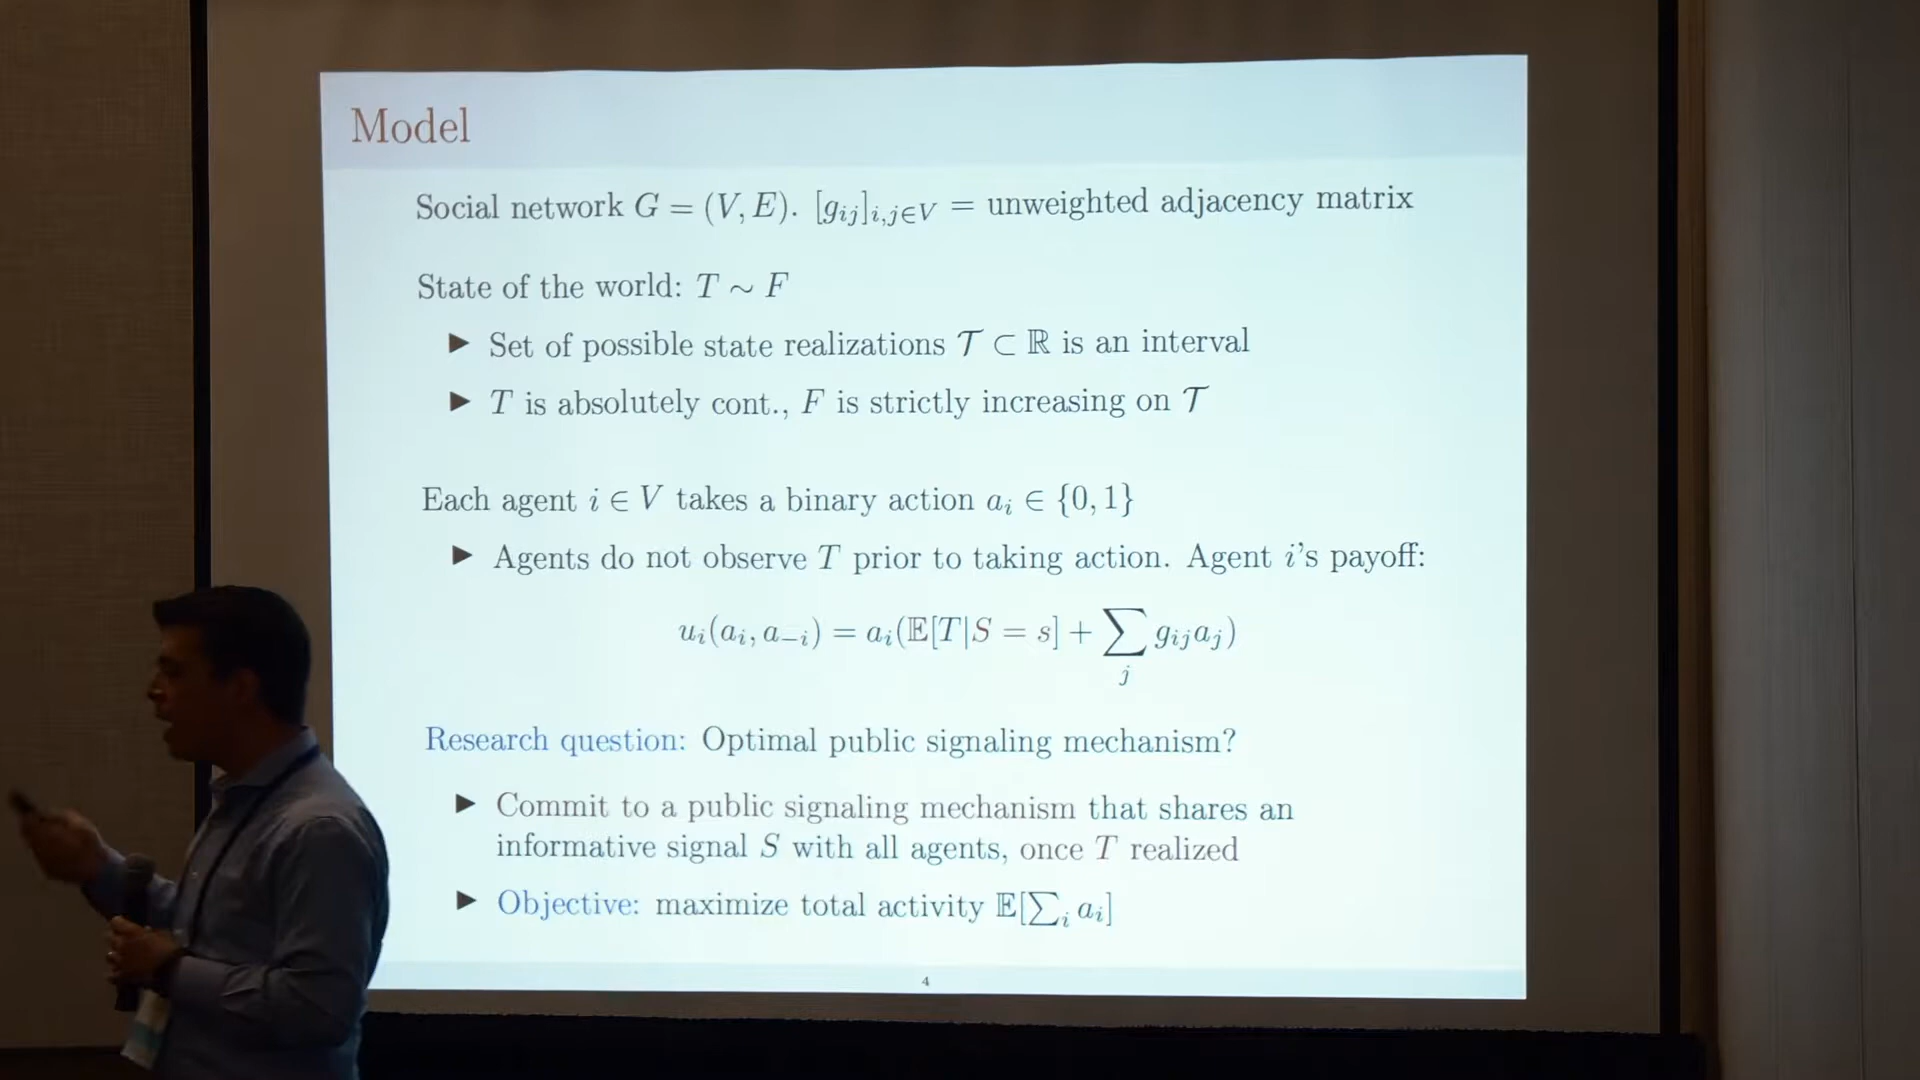 Model
Social network G = (V, E). [g_{ij}]_{i,j∈V} = unweighted adjacency matrix
State of the world: T ∼ F
▶ Set of possible state realizations 𝒯 ⊂ ℝ is an interval
▶ T is absolutely cont., F is strictly increasing on 𝒯
Each agent i ∈ V takes a binary action a_i ∈ {0, 1}
▶ Agents do not observe T prior to taking action. Agent i's payoff:
u_i(a_i, a_{−i}) = a_i(𝔼[T|S = s] + ∑_j g_{ij}a_j)
Research question: Optimal public signaling mechanism?
▶ Commit to a public signaling mechanism that shares an
informative signal S with all agents, once T realized
▶ Objective: maximize total activity 𝔼[∑_i a_i]
4